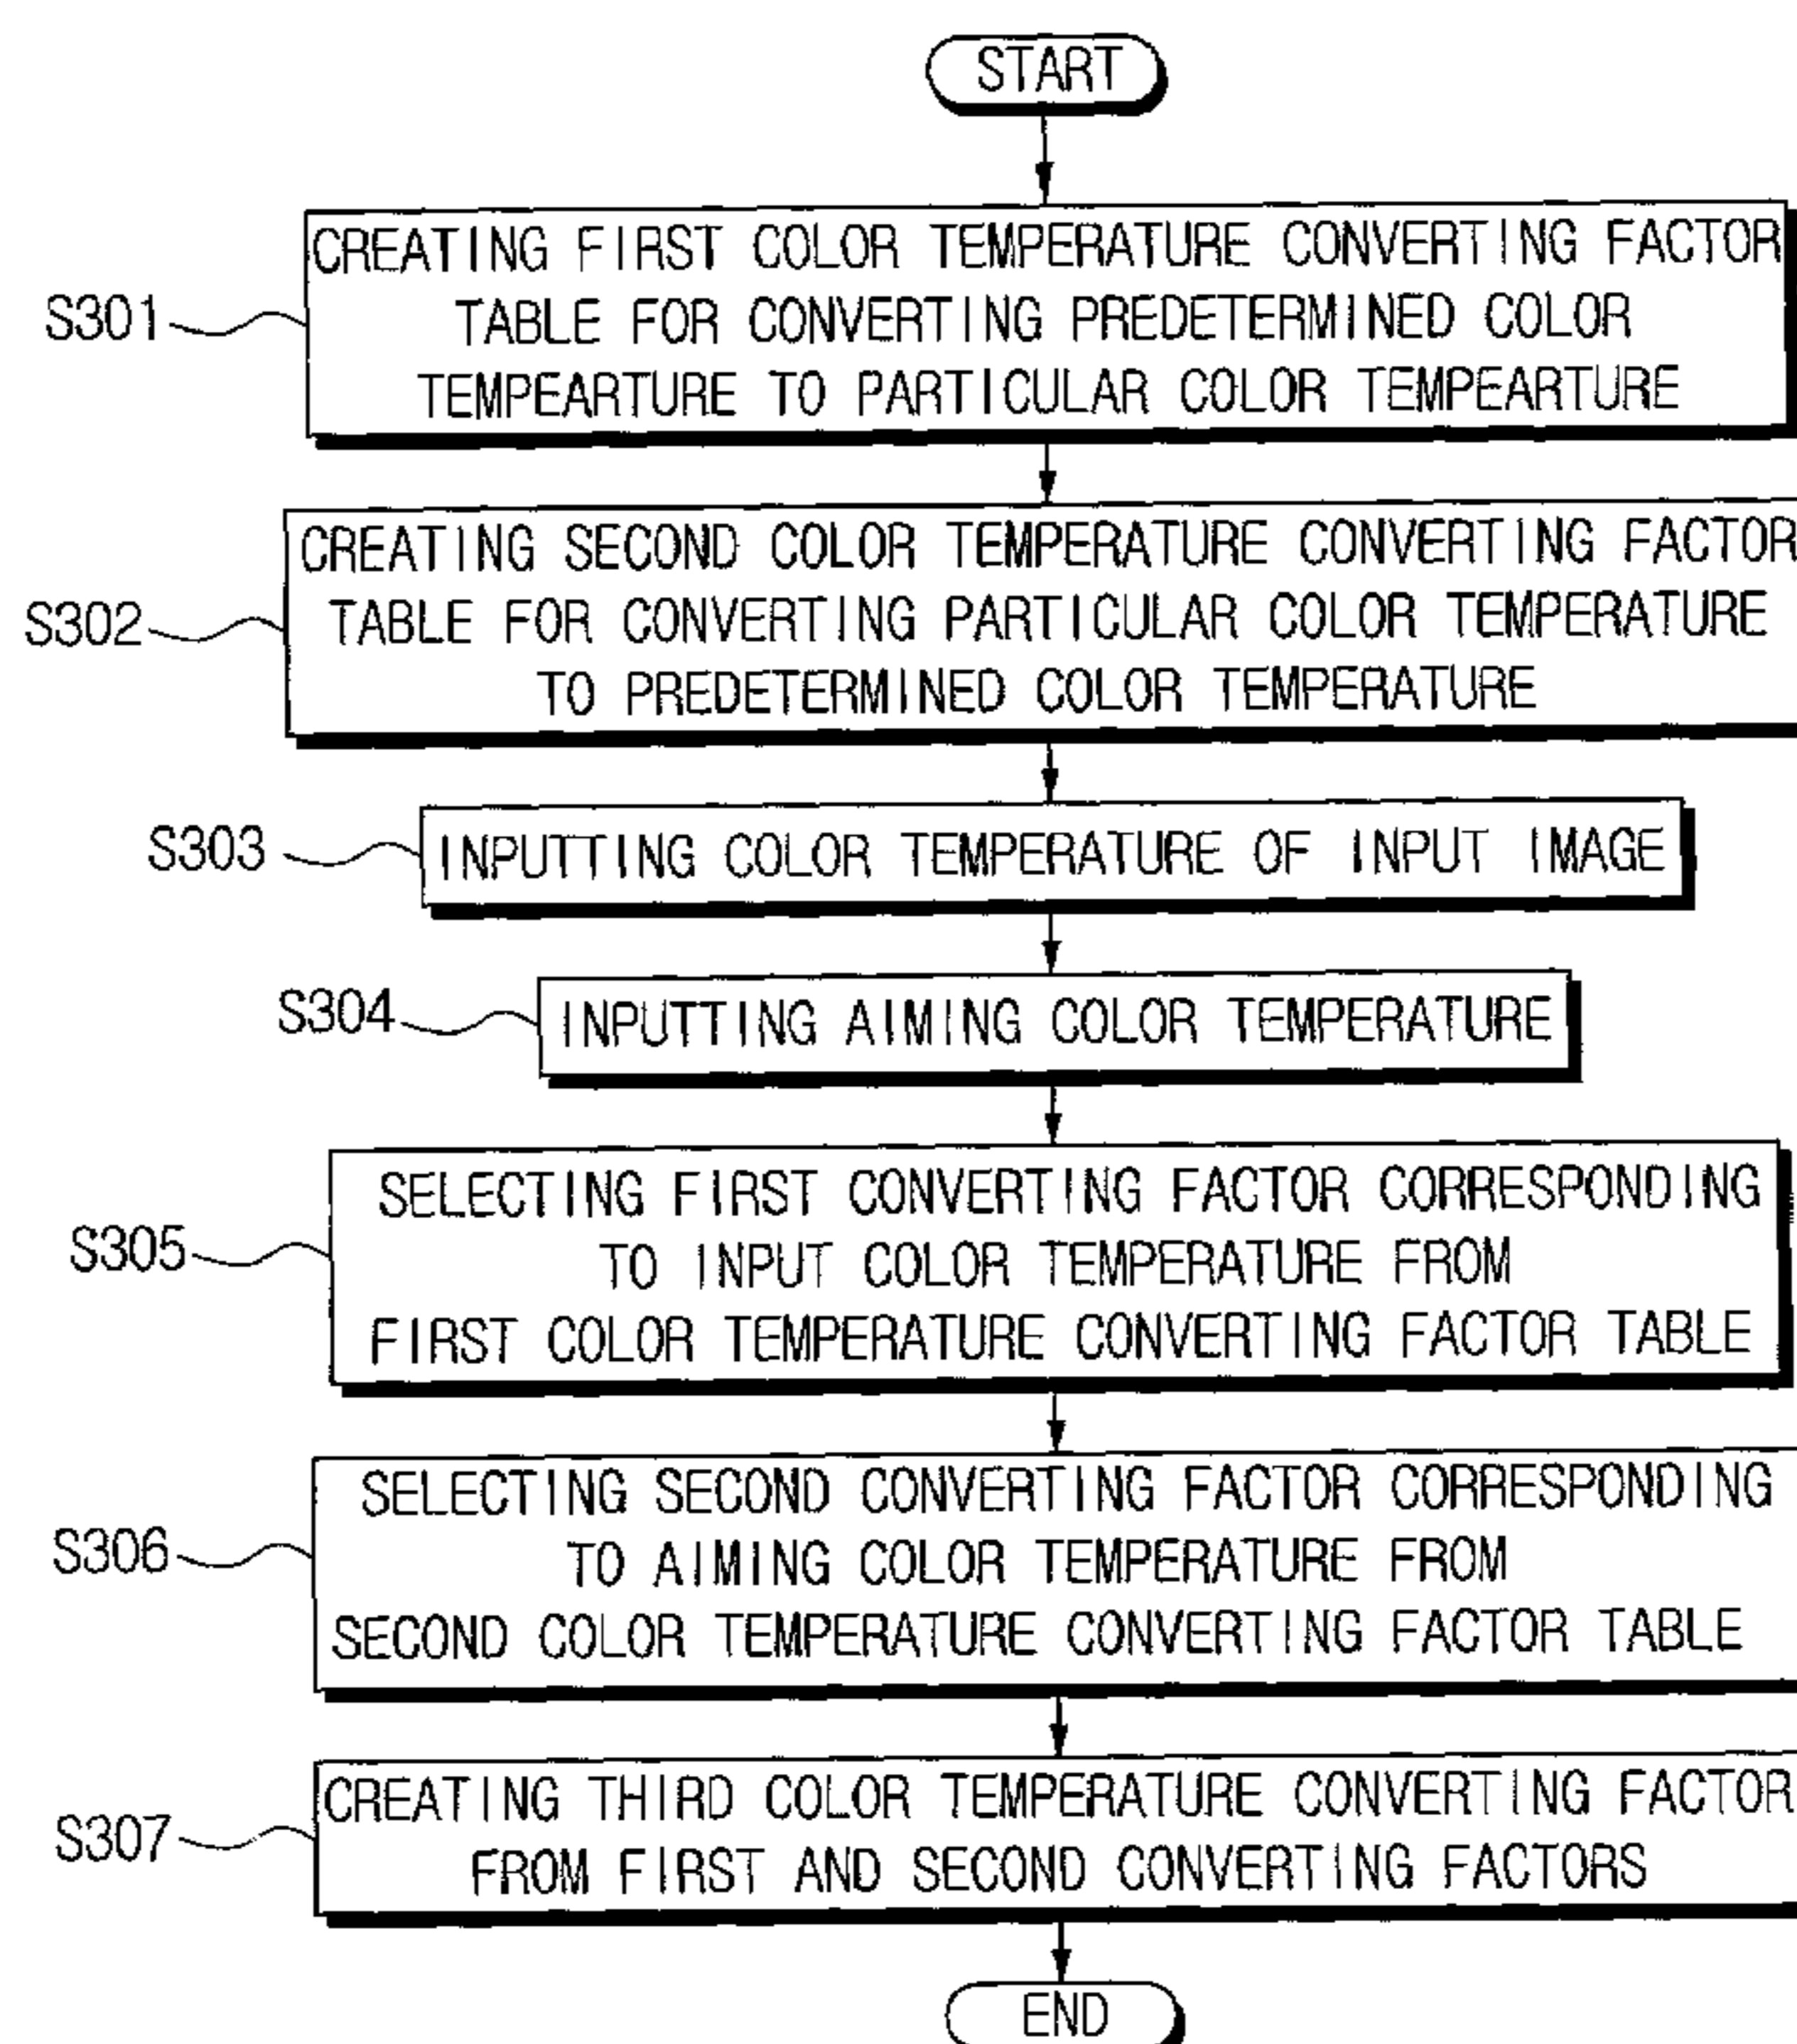 START
S301
CREATING FIRST COLOR TEMPERATURE CONVERTING FACTOR
TABLE FOR CONVERTING PREDETERMINED COLOR
TEMPEARTURE TO PARTICULAR COLOR TEMPEARTURE
S302
CREATING SECOND COLOR TEMPERATURE CONVERTING FACTOR
TABLE FOR CONVERTING PARTICULAR COLOR TEMPERATURE
TO PREDETERMINED COLOR TEMPERATURE
S303
INPUTTING COLOR TEMPERATURE OF INPUT IMAGE
S304
INPUTTING AIMING COLOR TEMPERATURE
S305
SELECTING FIRST CONVERTING FACTOR CORRESPONDING
TO INPUT COLOR TEMPERATURE FROM
FIRST COLOR TEMPERATURE CONVERTING FACTOR TABLE
S306
SELECTING SECOND CONVERTING FACTOR CORRESPONDING
TO AIMING COLOR TEMPERATURE FROM
SECOND COLOR TEMPERATURE CONVERTING FACTOR TABLE
S307
CREATING THIRD COLOR TEMPERATURE CONVERTING FACTOR
FROM FIRST AND SECOND CONVERTING FACTORS
END